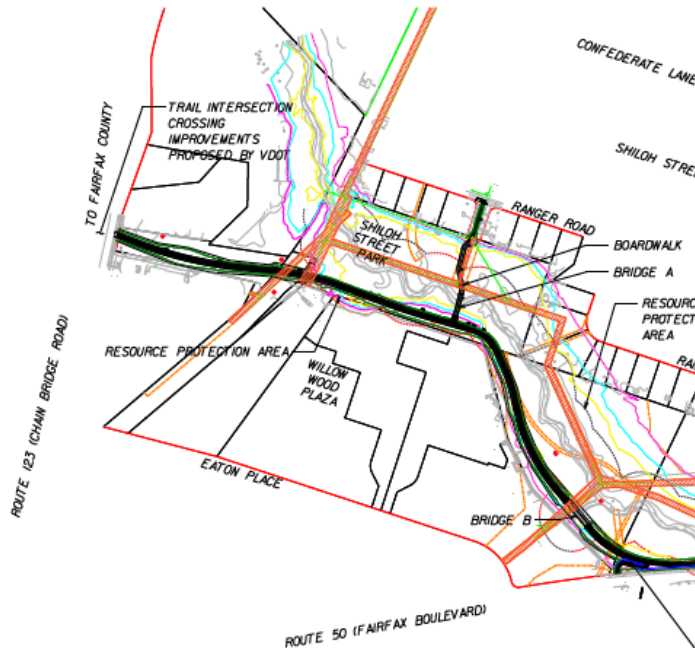 CONFEDERATE LANE
TRAIL INTERSECTION
CROSSING
IMPROVEMENTS
PROPOSED BY VDOT
TO FAIRFAX COUNTY
SHILOH STRE
RANGER ROAD
SHILOH
STREET
PARK
BOARDWALK
BRIDGE A
RESOURC
PROTECT
AREA
RESOURCE PROTECTION AREA
WILLOW
WOOD
PLAZA
RA
EATON PLACE
ROUTE 123 (CHAIN BRIDGE ROAD)
BRIDGE B
ROUTE 50 (FAIRFAX BOULEVARD)